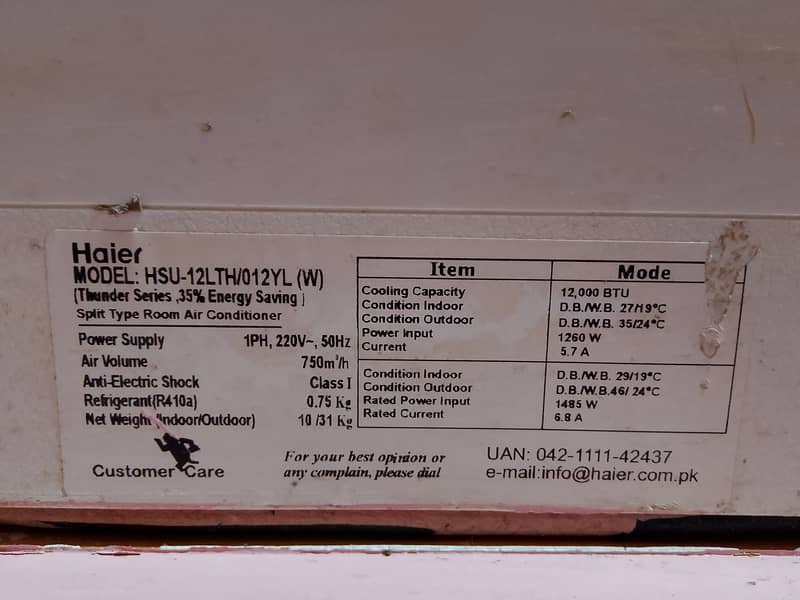 Haier
MODEL: HSU-12LTH/012YL (W)
(Thunder Series ,35% Energy Saving )
Split Type Room Air Conditioner
Power Supply 1PH, 220V~, 50Hz
Air Volume 750m³/h
Anti-Electric Shock Class I
Refrigerant(R410a) 0.75 Kg
Net Weight (Indoor/Outdoor) 10/31 Kg
Customer Care
Item Mode
Cooling Capacity 12,000 BTU
Condition Indoor D.B./W.B. 27/19°C
Condition Outdoor D.B./W.B. 35/24°C
Power Input 1260 W
Current 5.7 A
Condition Indoor D.B./W.B. 29/19°C
Condition Outdoor D.B./W.B.46/ 24°C
Rated Power Input 1485 W
Rated Current 6.8 A
For your best opinion or
any complain, please dial
UAN: 042-1111-42437
e-mail:info@haier.com.pk